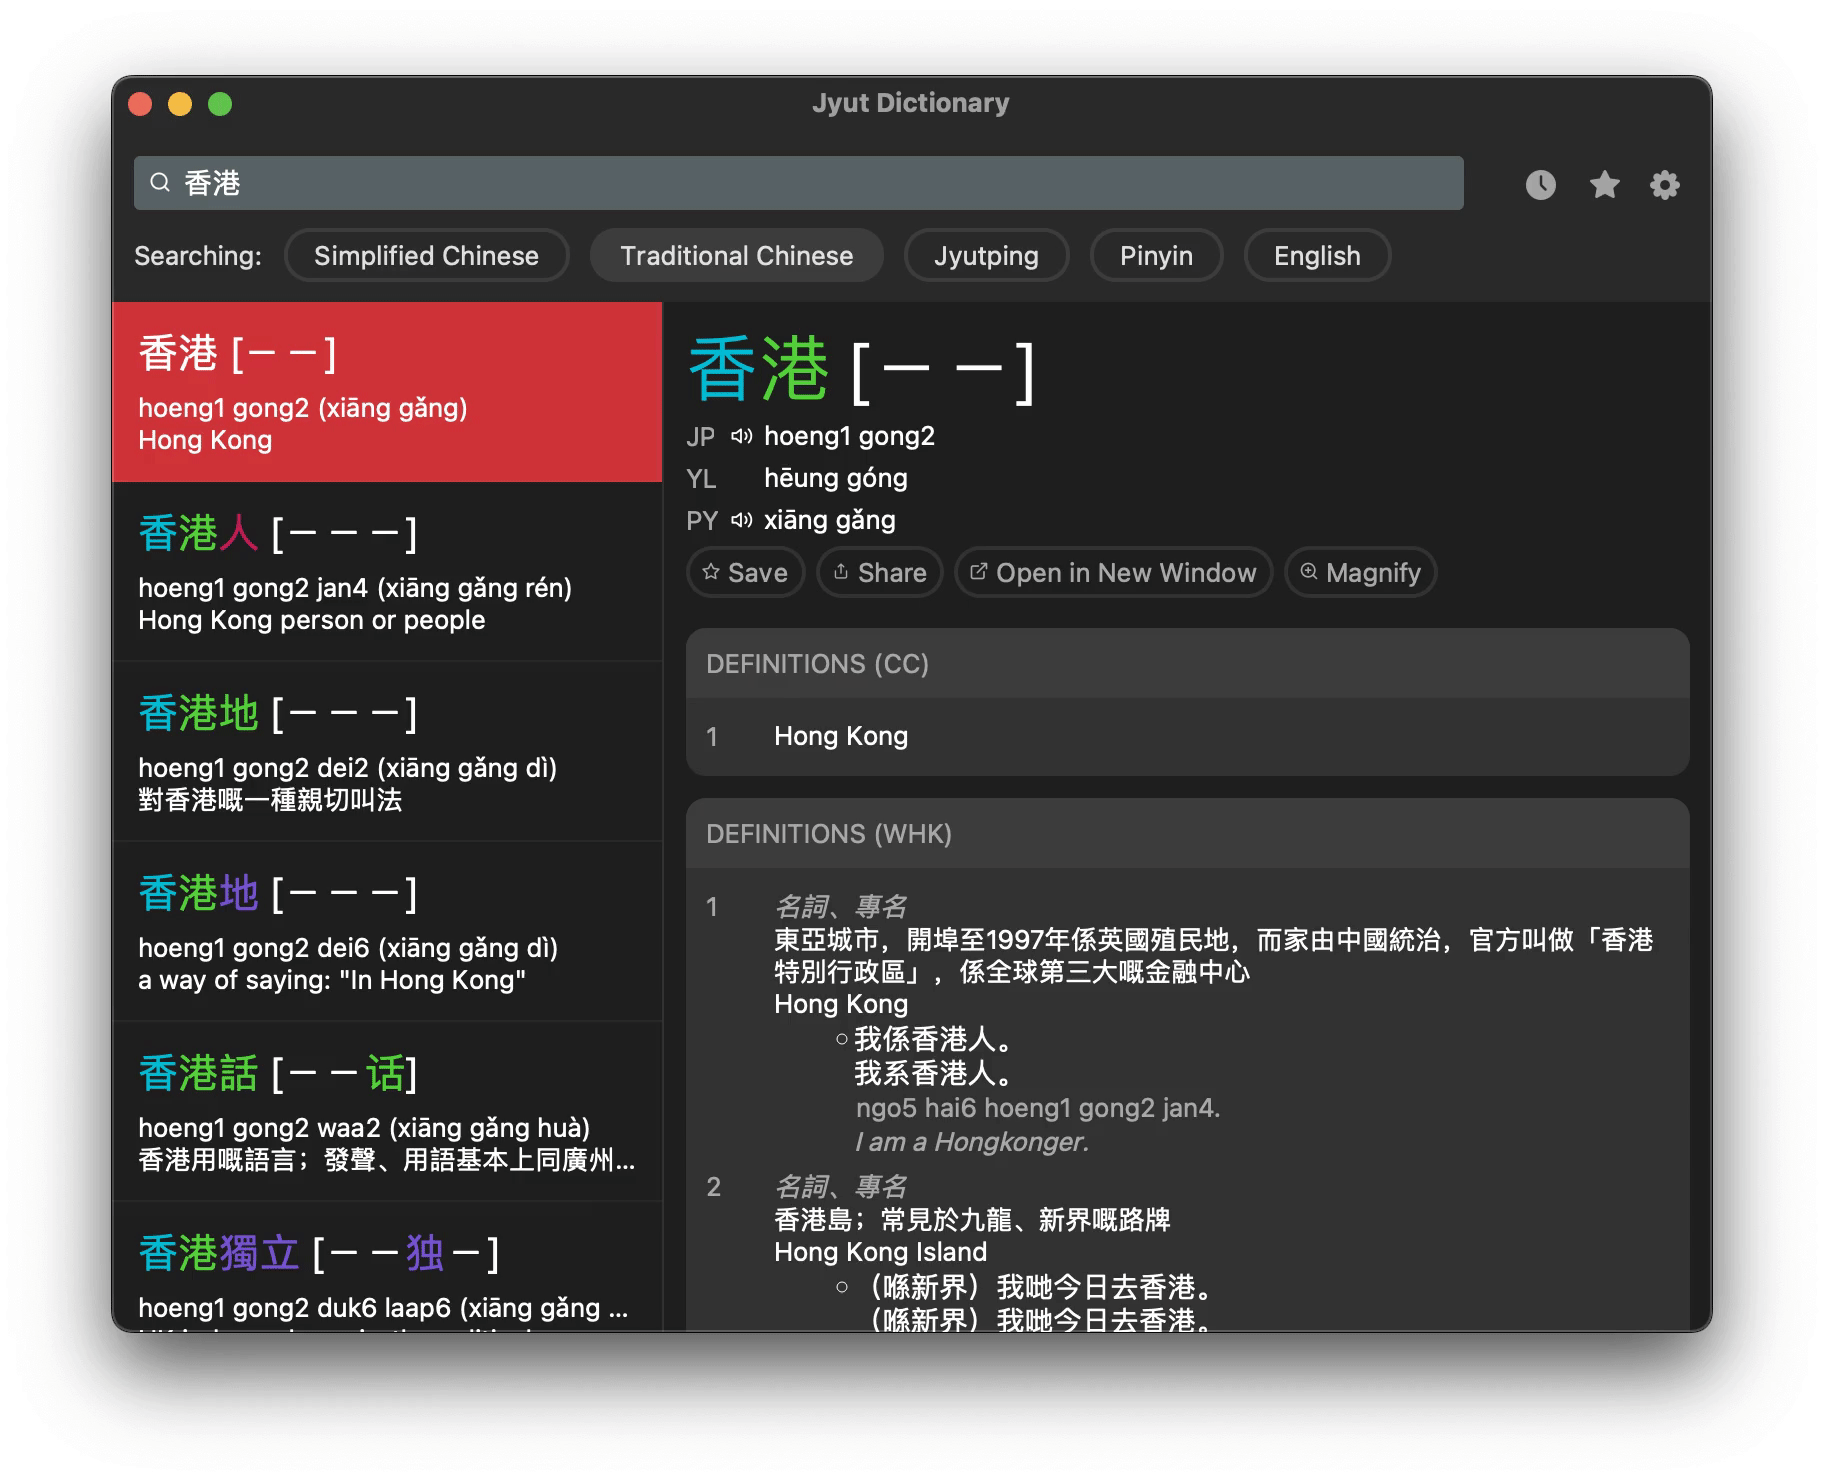 Jyut Dictionary
香港
Searching: Simplified Chinese Traditional Chinese Jyutping Pinyin English
香港 [－－]
hoeng1 gong2 (xiāng gǎng)
Hong Kong
香港人 [－－－]
hoeng1 gong2 jan4 (xiāng gǎng rén)
Hong Kong person or people
香港地 [－－－]
hoeng1 gong2 dei2 (xiāng gǎng dì)
對香港嘅一種親切叫法
香港地 [－－－]
hoeng1 gong2 dei6 (xiāng gǎng dì)
a way of saying: "In Hong Kong"
香港話 [－－话]
hoeng1 gong2 waa2 (xiāng gǎng huà)
香港用嘅語言；發聲、用語基本上同廣州...
香港獨立 [－－独－]
hoeng1 gong2 duk6 laap6 (xiāng gǎng ...
香港 [－－]
JP hoeng1 gong2
YL hēung góng
PY xiāng gǎng
Save Share Open in New Window Magnify
DEFINITIONS (CC)
1 Hong Kong
DEFINITIONS (WHK)
1 名詞、專名
東亞城市，開埠至1997年係英國殖民地，而家由中國統治，官方叫做「香港
特別行政區」，係全球第三大嘅金融中心
Hong Kong
○ 我係香港人。
我系香港人。
ngo5 hai6 hoeng1 gong2 jan4.
I am a Hongkonger.
2 名詞、專名
香港島；常見於九龍、新界嘅路牌
Hong Kong Island
○ （喺新界）我哋今日去香港。
（喺新界）我哋今日去香港。